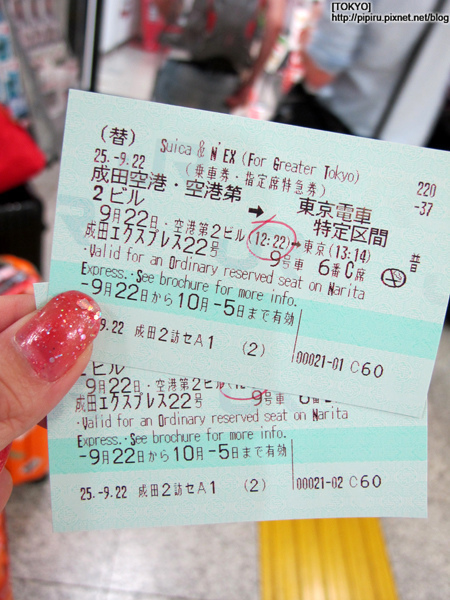 [TOKYO]
http://pipiru.pixnet.net/blog
(替)
Suica & N'EX (For Greater Tokyo)
25.-9.22
(乗車券・指定席特急券)
220
-37
成田空港・空港第2ビル
→
東京電車特定区間
9月22日・空港第2ビル(12:22)→東京(13:14)
成田エクスプレス22号
9号車 6番C席
・Valid for an Ordinary reserved seat on Narita
Express.・See brochure for more info.
-9月22日から10月-5日まで有効
.-9.22 成田2訪セA1 (2)
00021-01 C60
2ビル
9月22日・空港第2ビ
成田エクスプレス22号
9号車
・Valid for an Ordinary reserved seat on Narita
Express.・See brochure for more info.
-9月22日から10月-5日まで有効
25.-9.22 成田2訪セA1 (2)
00021-02 C60